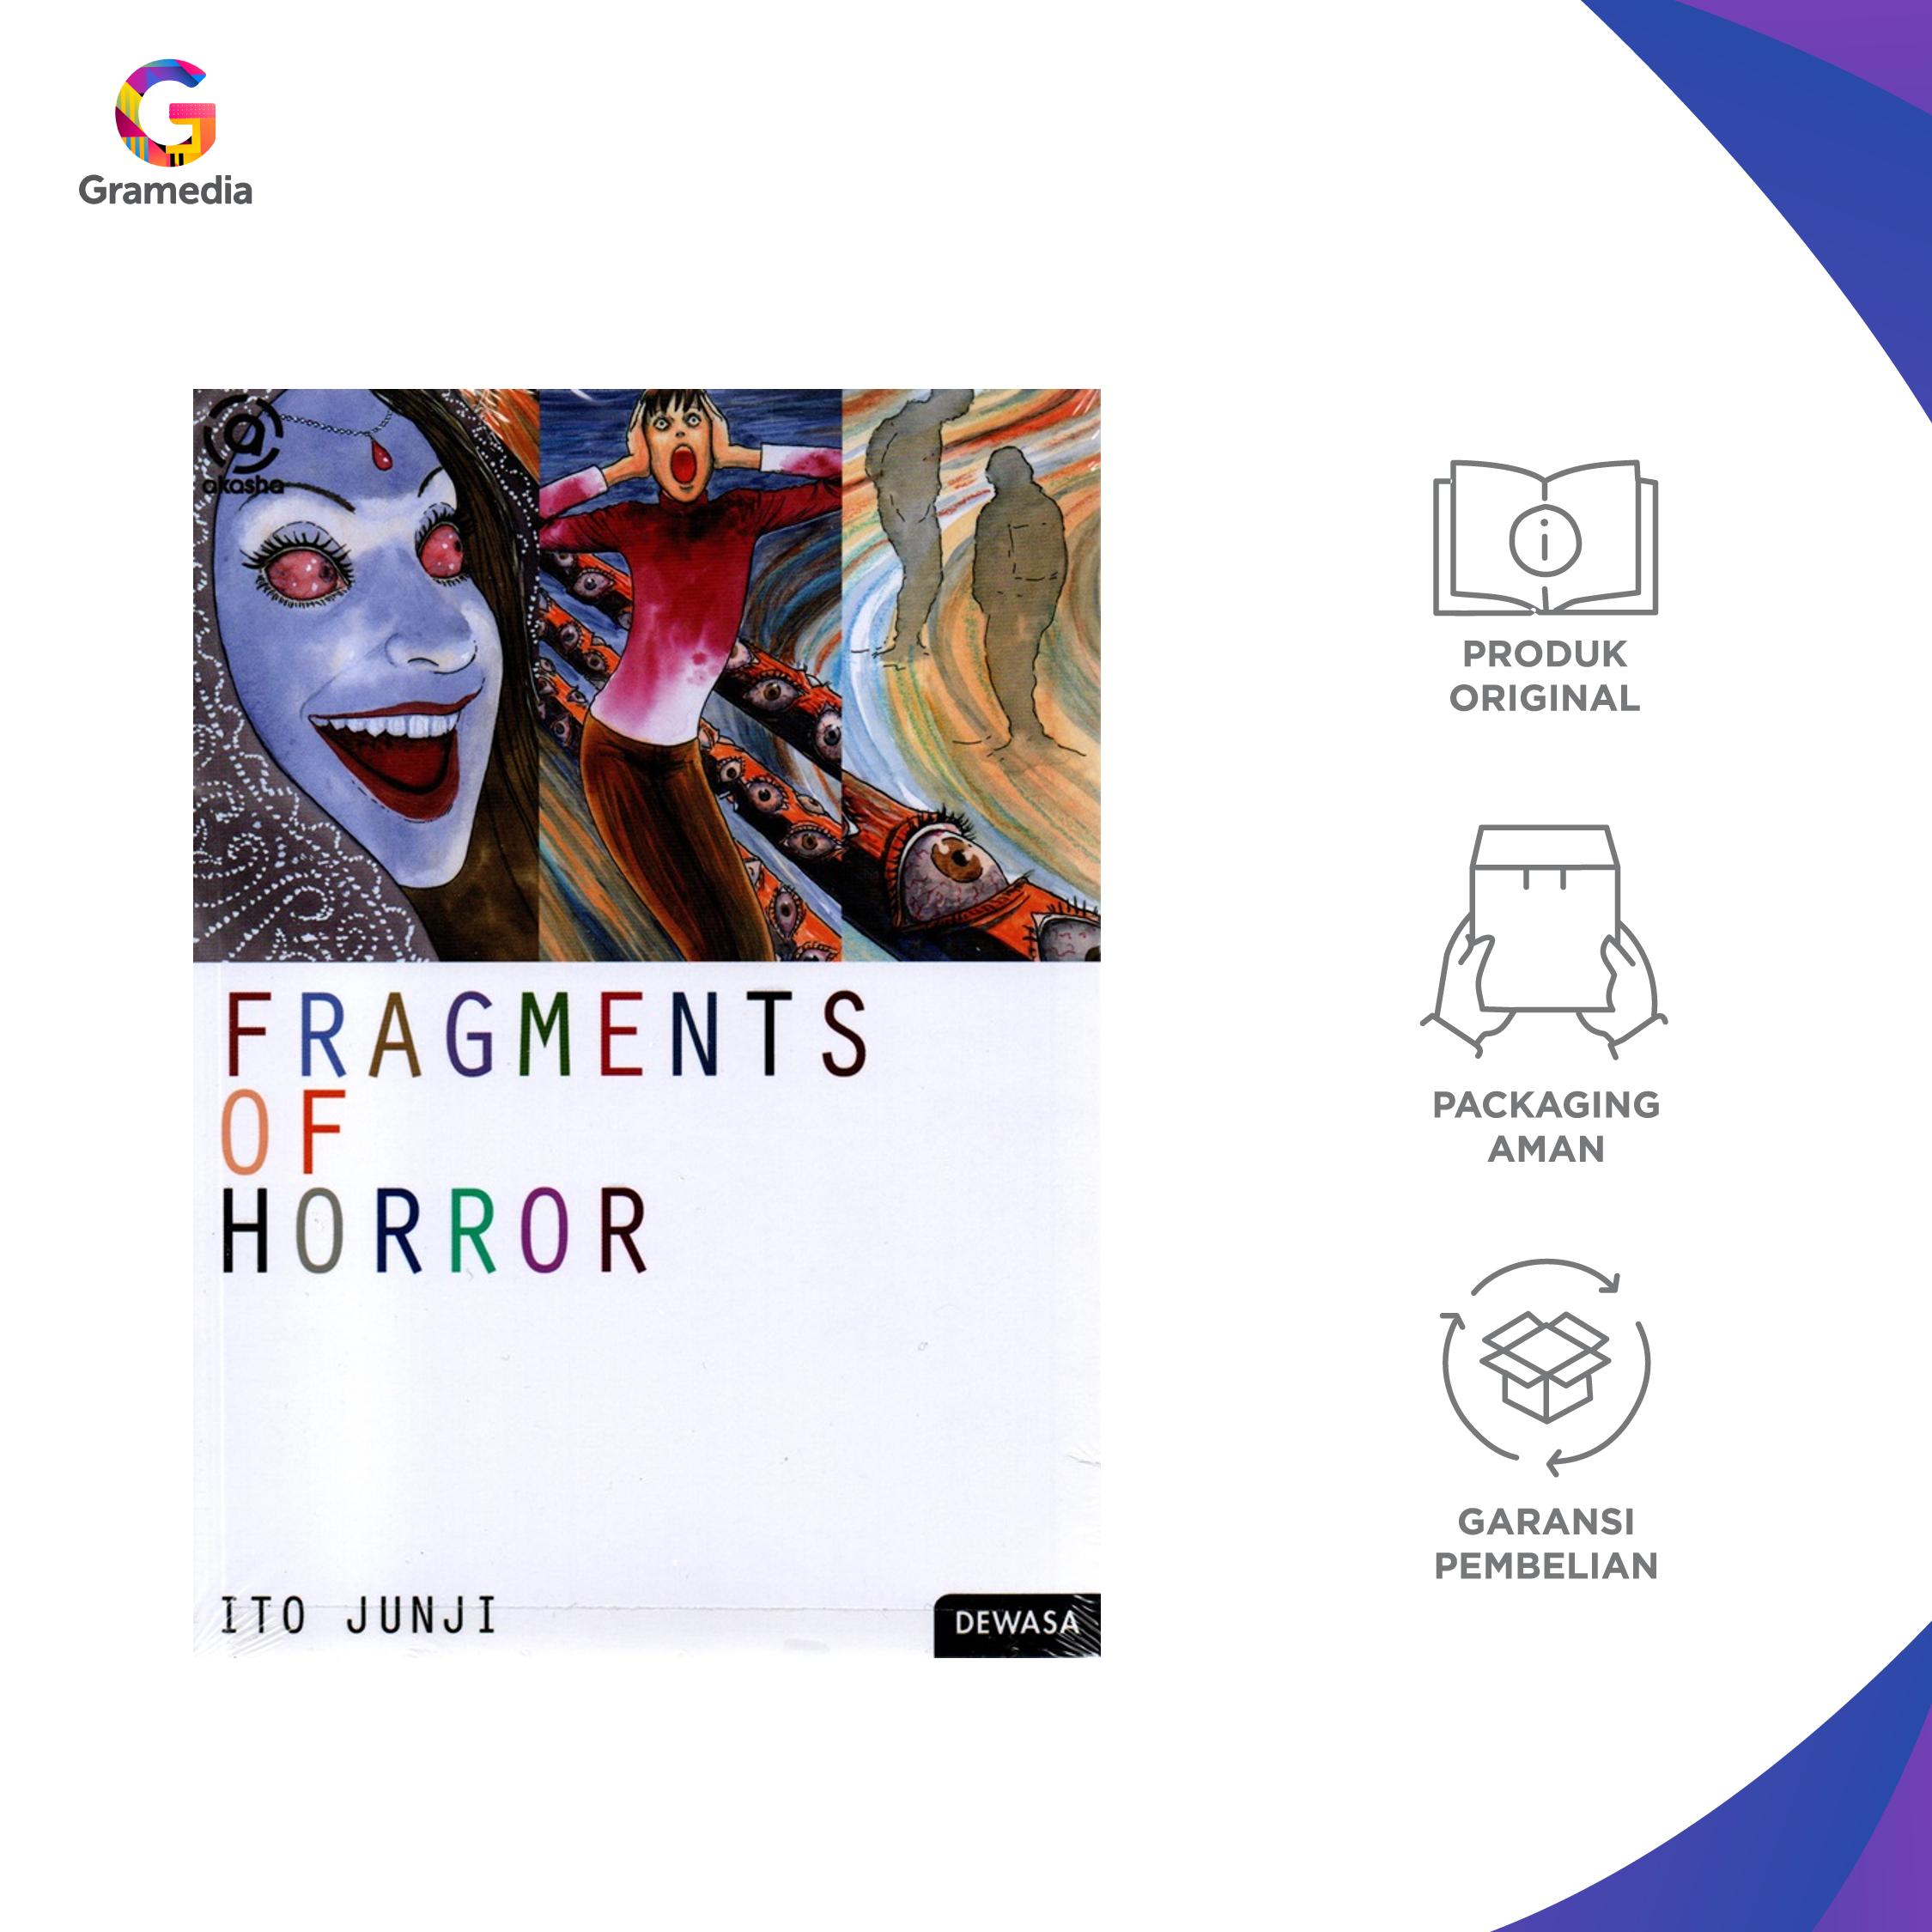 Gramedia
akasha
FRAGMENTS
OF
HORROR
ITO JUNJI
DEWASA
PRODUK
ORIGINAL
PACKAGING
AMAN
GARANSI
PEMBELIAN